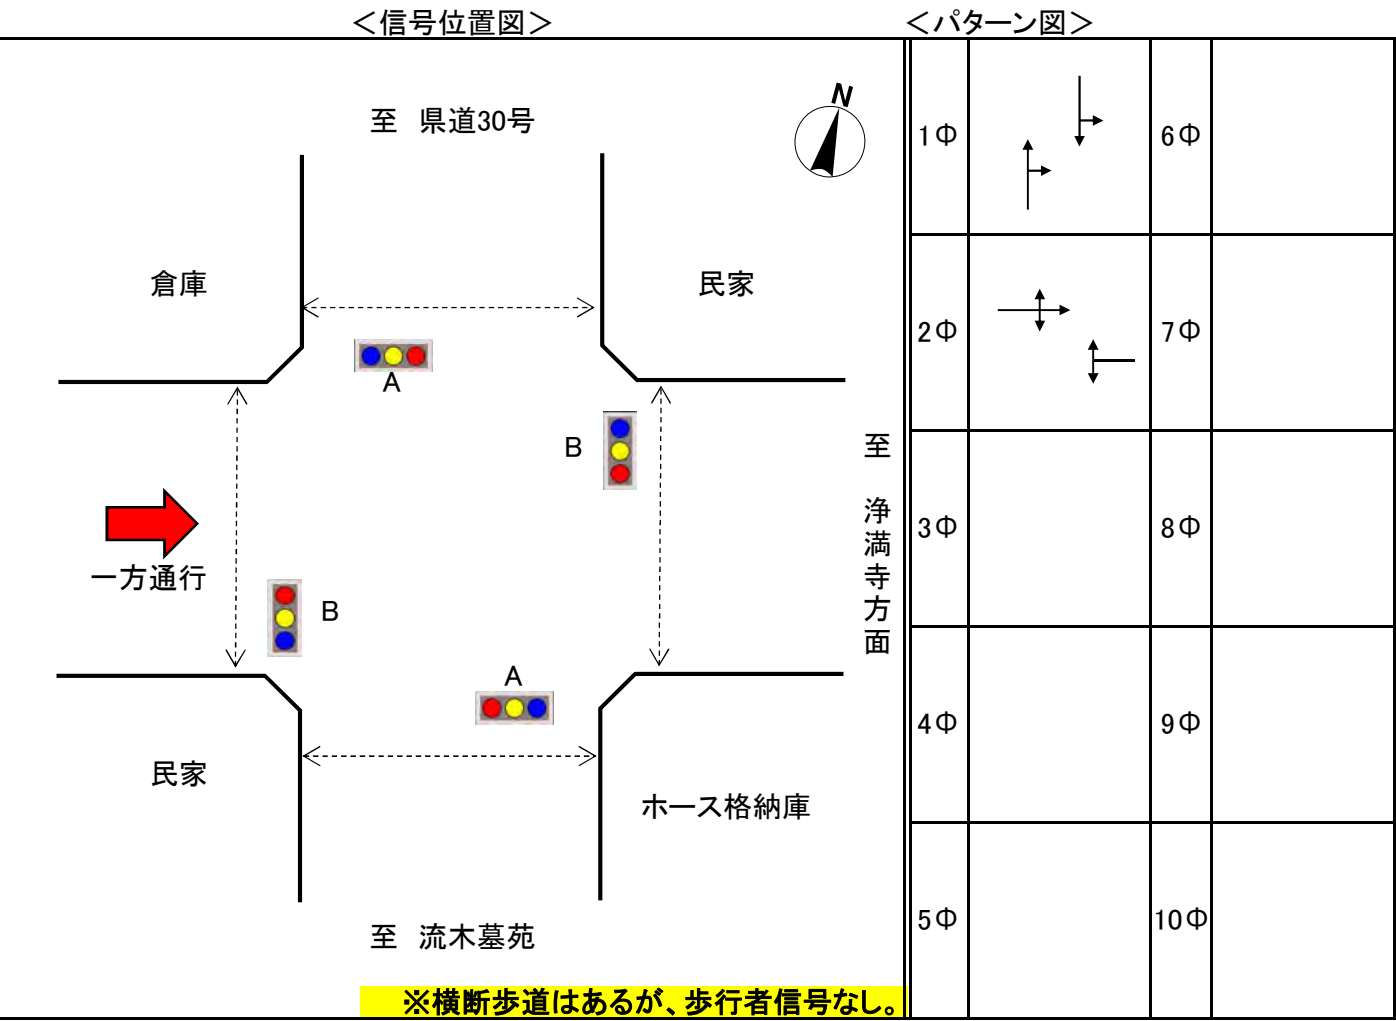 ＜信号位置図＞
＜パターン図＞
N
至　県道30号
倉庫
民家
A
B
至　浄満寺方面
一方通行
B
A
民家
ホース格納庫
至　流木墓苑
※横断歩道はあるが、歩行者信号なし。
1Φ
6Φ
2Φ
7Φ
3Φ
8Φ
4Φ
9Φ
5Φ
10Φ